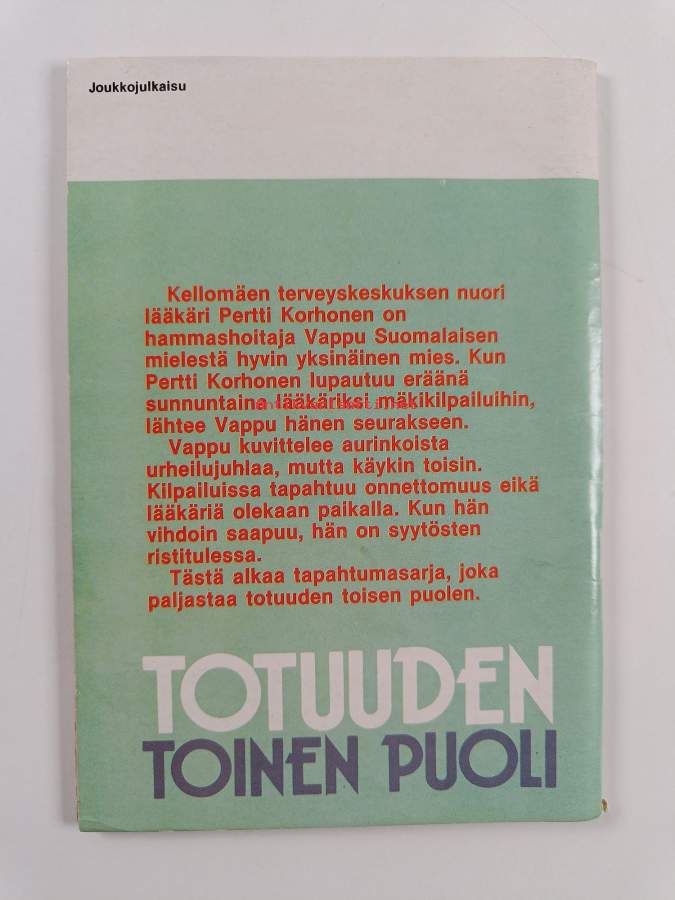 Joukkojulkaisu
Kellomäen terveyskeskuksen nuori
lääkäri Pertti Korhonen on
hammashoitaja Vappu Suomalaisen
mielestä hyvin yksinäinen mies. Kun
Pertti Korhonen lupautuu eräänä
sunnuntaina lääkäriksi mäkikilpailuihin,
lähtee Vappu hänen seurakseen.
Vappu kuvittelee aurinkoista
urheilujuhlaa, mutta käykin toisin.
Kilpailuissa tapahtuu onnettomuus eikä
lääkäriä olekaan paikalla. Kun hän
vihdoin saapuu, hän on syytösten
ristitulessa.
Tästä alkaa tapahtumasarja, joka
paljastaa totuuden toisen puolen.
TOTUUDEN
TOINEN PUOLI